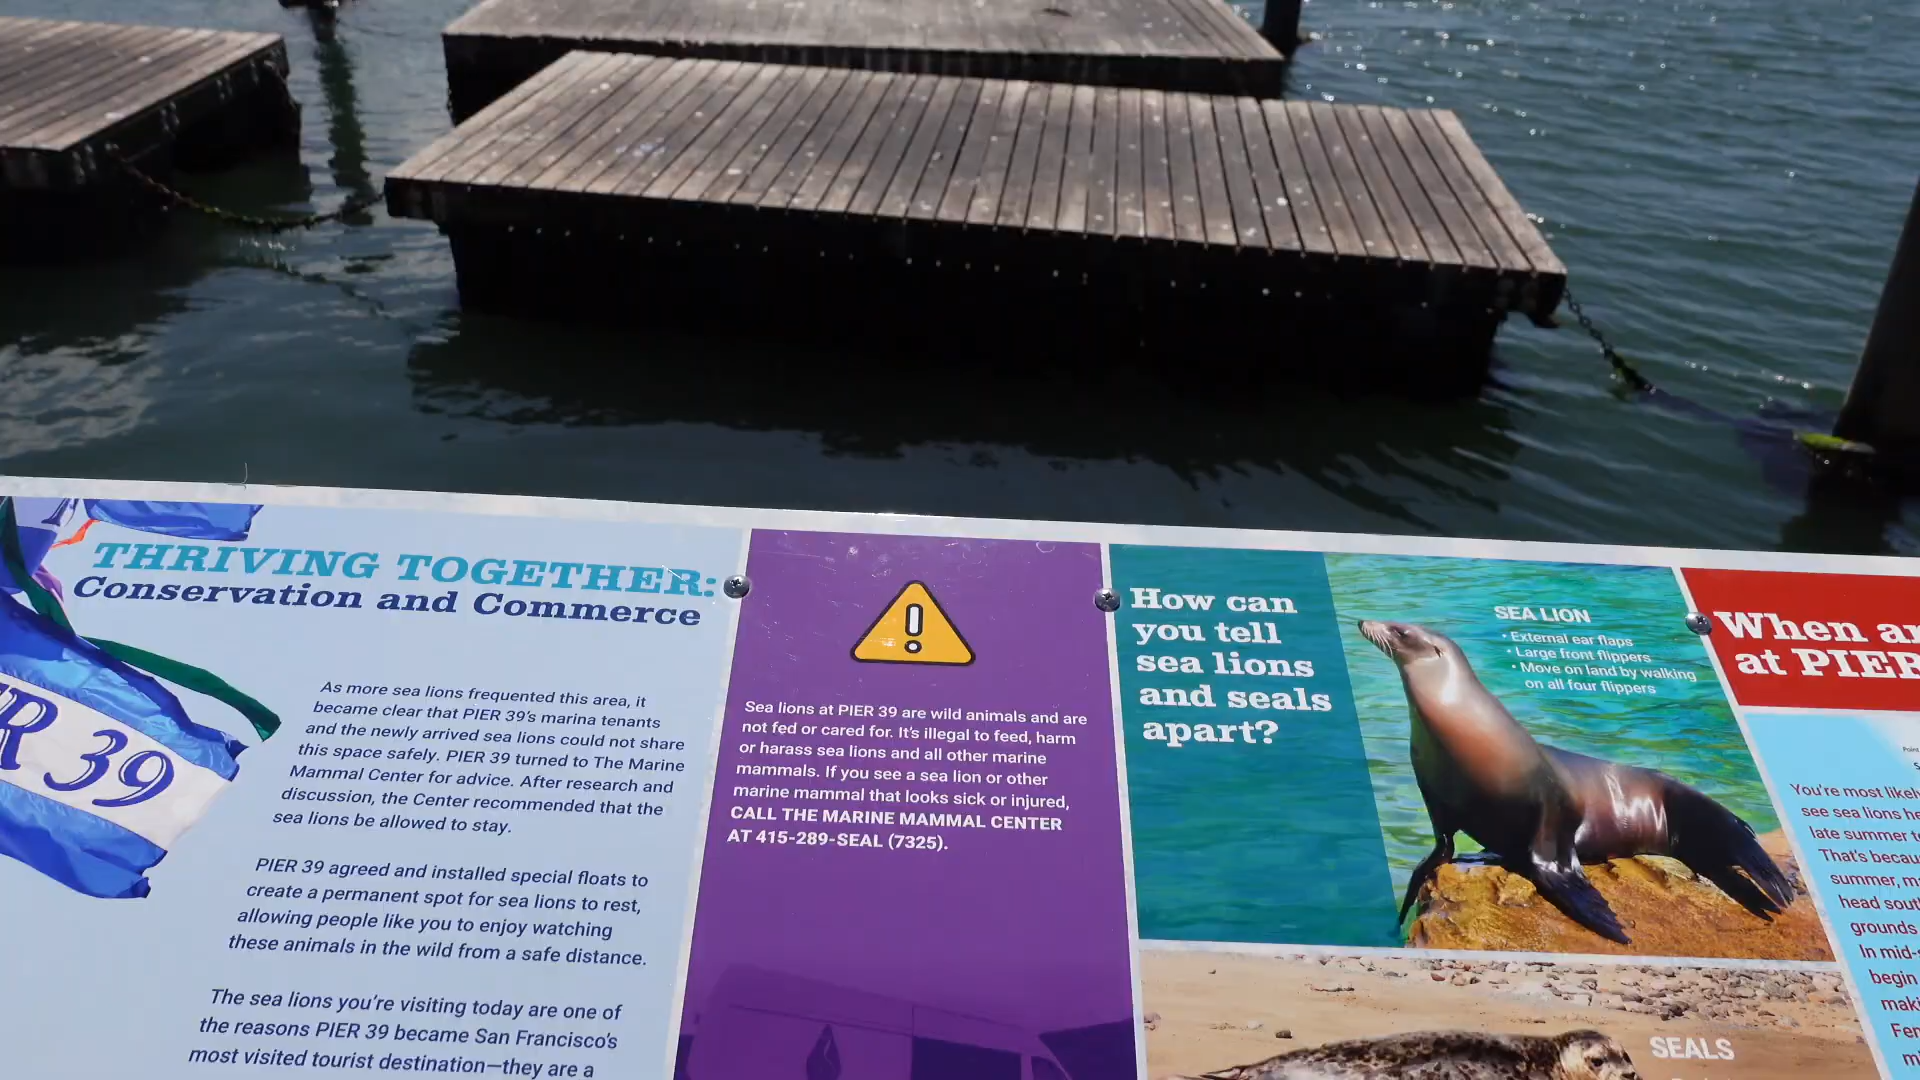 THRIVING TOGETHER:
Conservation and Commerce
As more sea lions frequented this area, it
became clear that PIER 39's marina tenants
and the newly arrived sea lions could not share
this space safely. PIER 39 turned to The Marine
Mammal Center for advice. After research and
discussion, the Center recommended that the
sea lions be allowed to stay.
PIER 39 agreed and installed special floats to
create a permanent spot for sea lions to rest,
allowing people like you to enjoy watching
these animals in the wild from a safe distance.
The sea lions you're visiting today are one of
the reasons PIER 39 became San Francisco's
most visited tourist destination—they are a
R 39
Sea lions at PIER 39 are wild animals and are
not fed or cared for. It's illegal to feed, harm
or harass sea lions and all other marine
mammals. If you see a sea lion or other
marine mammal that looks sick or injured,
CALL THE MARINE MAMMAL CENTER
AT 415-289-SEAL (7325).
How can
you tell
sea lions
and seals
apart?
SEA LION
• External ear flaps
• Large front flippers
• Move on land by walking
on all four flippers
SEALS
When
at PIER
You're most likely
see sea lions
late summer
That's
summer,
head
grounds
In mid-
begin